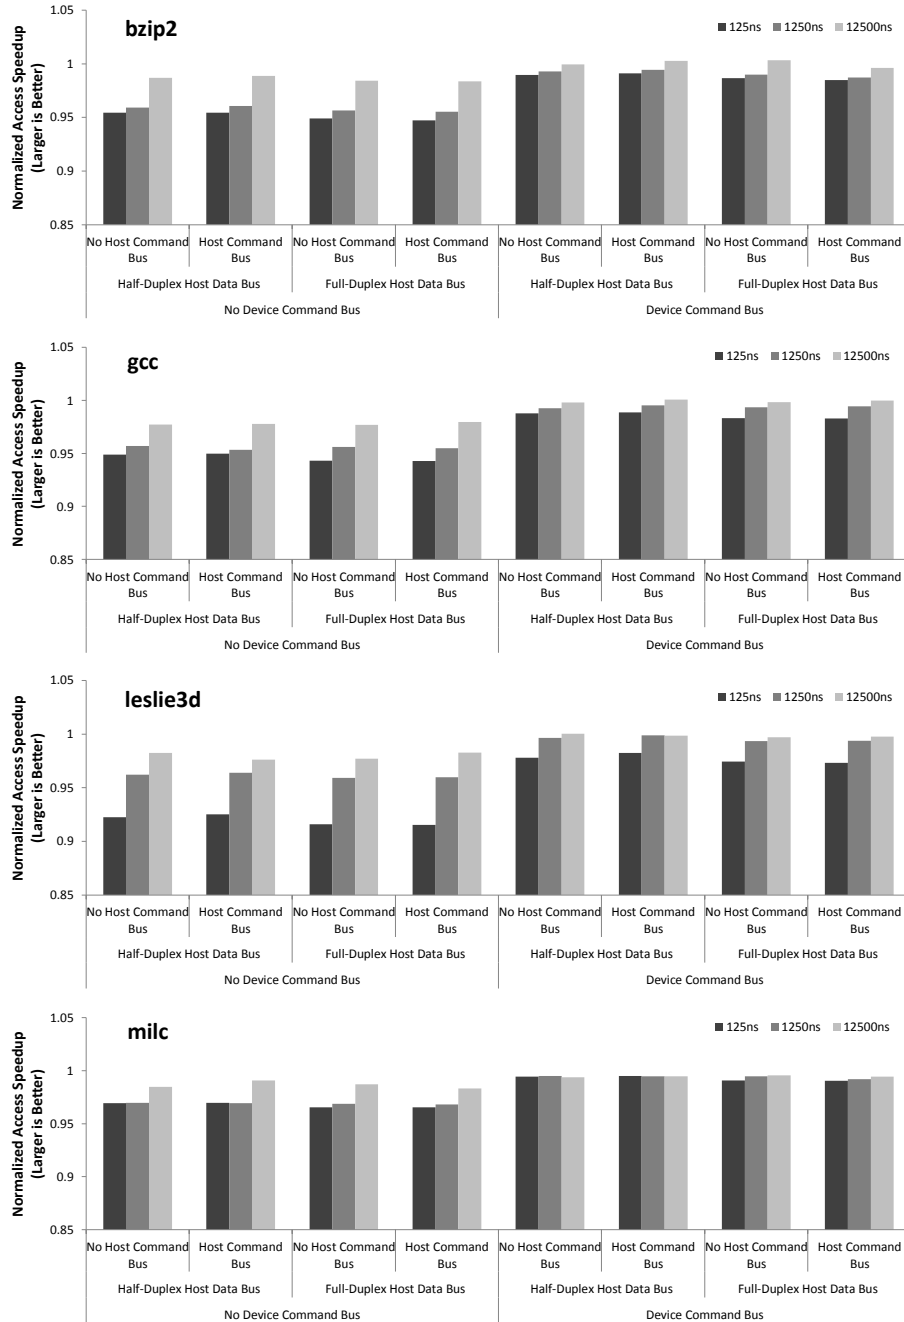 bzip2
125ns 1250ns 12500ns
Normalized Access Speedup
(Larger is Better)
1.05
1
0.95
0.9
0.85
No Host Command Bus
Host Command Bus
No Host Command Bus
Host Command Bus
No Host Command Bus
Host Command Bus
No Host Command Bus
Host Command Bus
Half-Duplex Host Data Bus
Full-Duplex Host Data Bus
Half-Duplex Host Data Bus
Full-Duplex Host Data Bus
No Device Command Bus
Device Command Bus
gcc
125ns 1250ns 12500ns
Normalized Access Speedup
(Larger is Better)
1.05
1
0.95
0.9
0.85
No Host Command Bus
Host Command Bus
No Host Command Bus
Host Command Bus
No Host Command Bus
Host Command Bus
No Host Command Bus
Host Command Bus
Half-Duplex Host Data Bus
Full-Duplex Host Data Bus
Half-Duplex Host Data Bus
Full-Duplex Host Data Bus
No Device Command Bus
Device Command Bus
leslie3d
125ns 1250ns 12500ns
Normalized Access Speedup
(Larger is Better)
1.05
1
0.95
0.9
0.85
No Host Command Bus
Host Command Bus
No Host Command Bus
Host Command Bus
No Host Command Bus
Host Command Bus
No Host Command Bus
Host Command Bus
Half-Duplex Host Data Bus
Full-Duplex Host Data Bus
Half-Duplex Host Data Bus
Full-Duplex Host Data Bus
No Device Command Bus
Device Command Bus
milc
125ns 1250ns 12500ns
Normalized Access Speedup
(Larger is Better)
1.05
1
0.95
0.9
0.85
No Host Command Bus
Host Command Bus
No Host Command Bus
Host Command Bus
No Host Command Bus
Host Command Bus
No Host Command Bus
Host Command Bus
Half-Duplex Host Data Bus
Full-Duplex Host Data Bus
Half-Duplex Host Data Bus
Full-Duplex Host Data Bus
No Device Command Bus
Device Command Bus